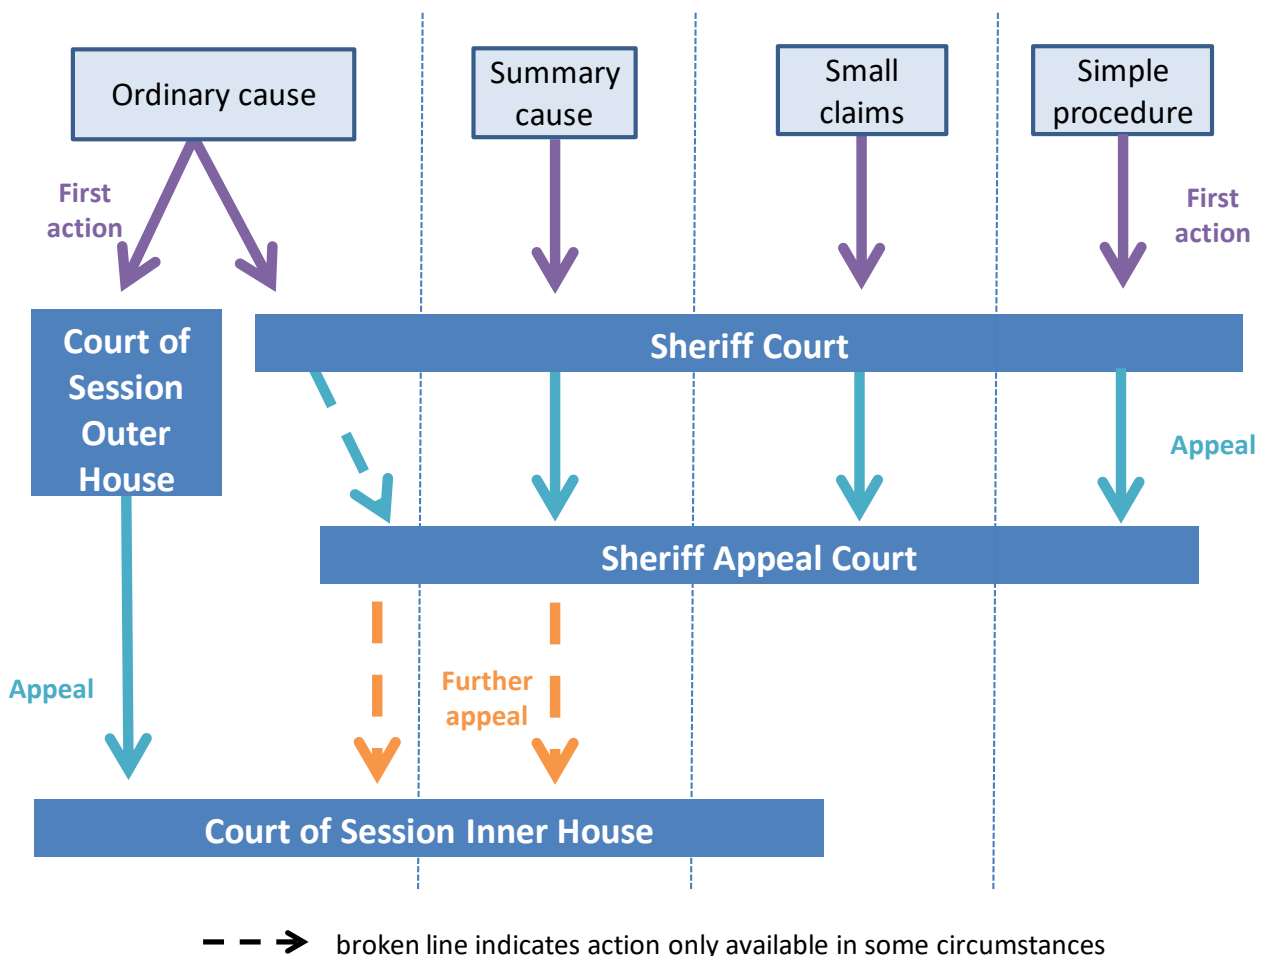 Ordinary cause
Summary
cause
Small
claims
Simple
procedure
First
action
First
action
Court of
Session
Outer
House
Sheriff Court
Appeal
Sheriff Appeal Court
Appeal
Further
appeal
Court of Session Inner House
broken line indicates action only available in some circumstances